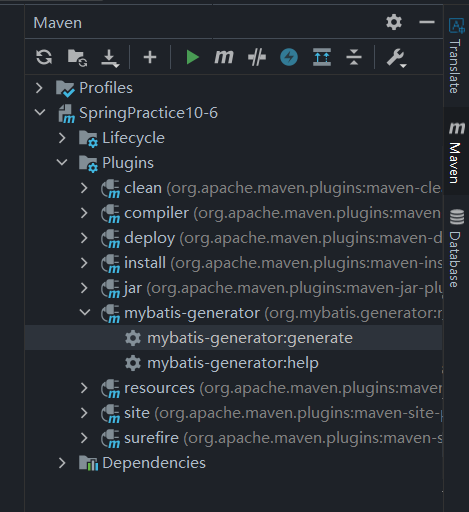 Maven
Profiles
SpringPractice10-6
Lifecycle
Plugins
clean (org.apache.maven.plugins:maven-cle
compiler (org.apache.maven.plugins:maven
deploy (org.apache.maven.plugins:maven-d
install (org.apache.maven.plugins:maven-ins
jar (org.apache.maven.plugins:maven-jar-plu
mybatis-generator (org.mybatis.generator:r
mybatis-generator:generate
mybatis-generator:help
resources (org.apache.maven.plugins:maven
site (org.apache.maven.plugins:maven-site-
surefire (org.apache.maven.plugins:maven-s
Dependencies
Translate
Maven
Database